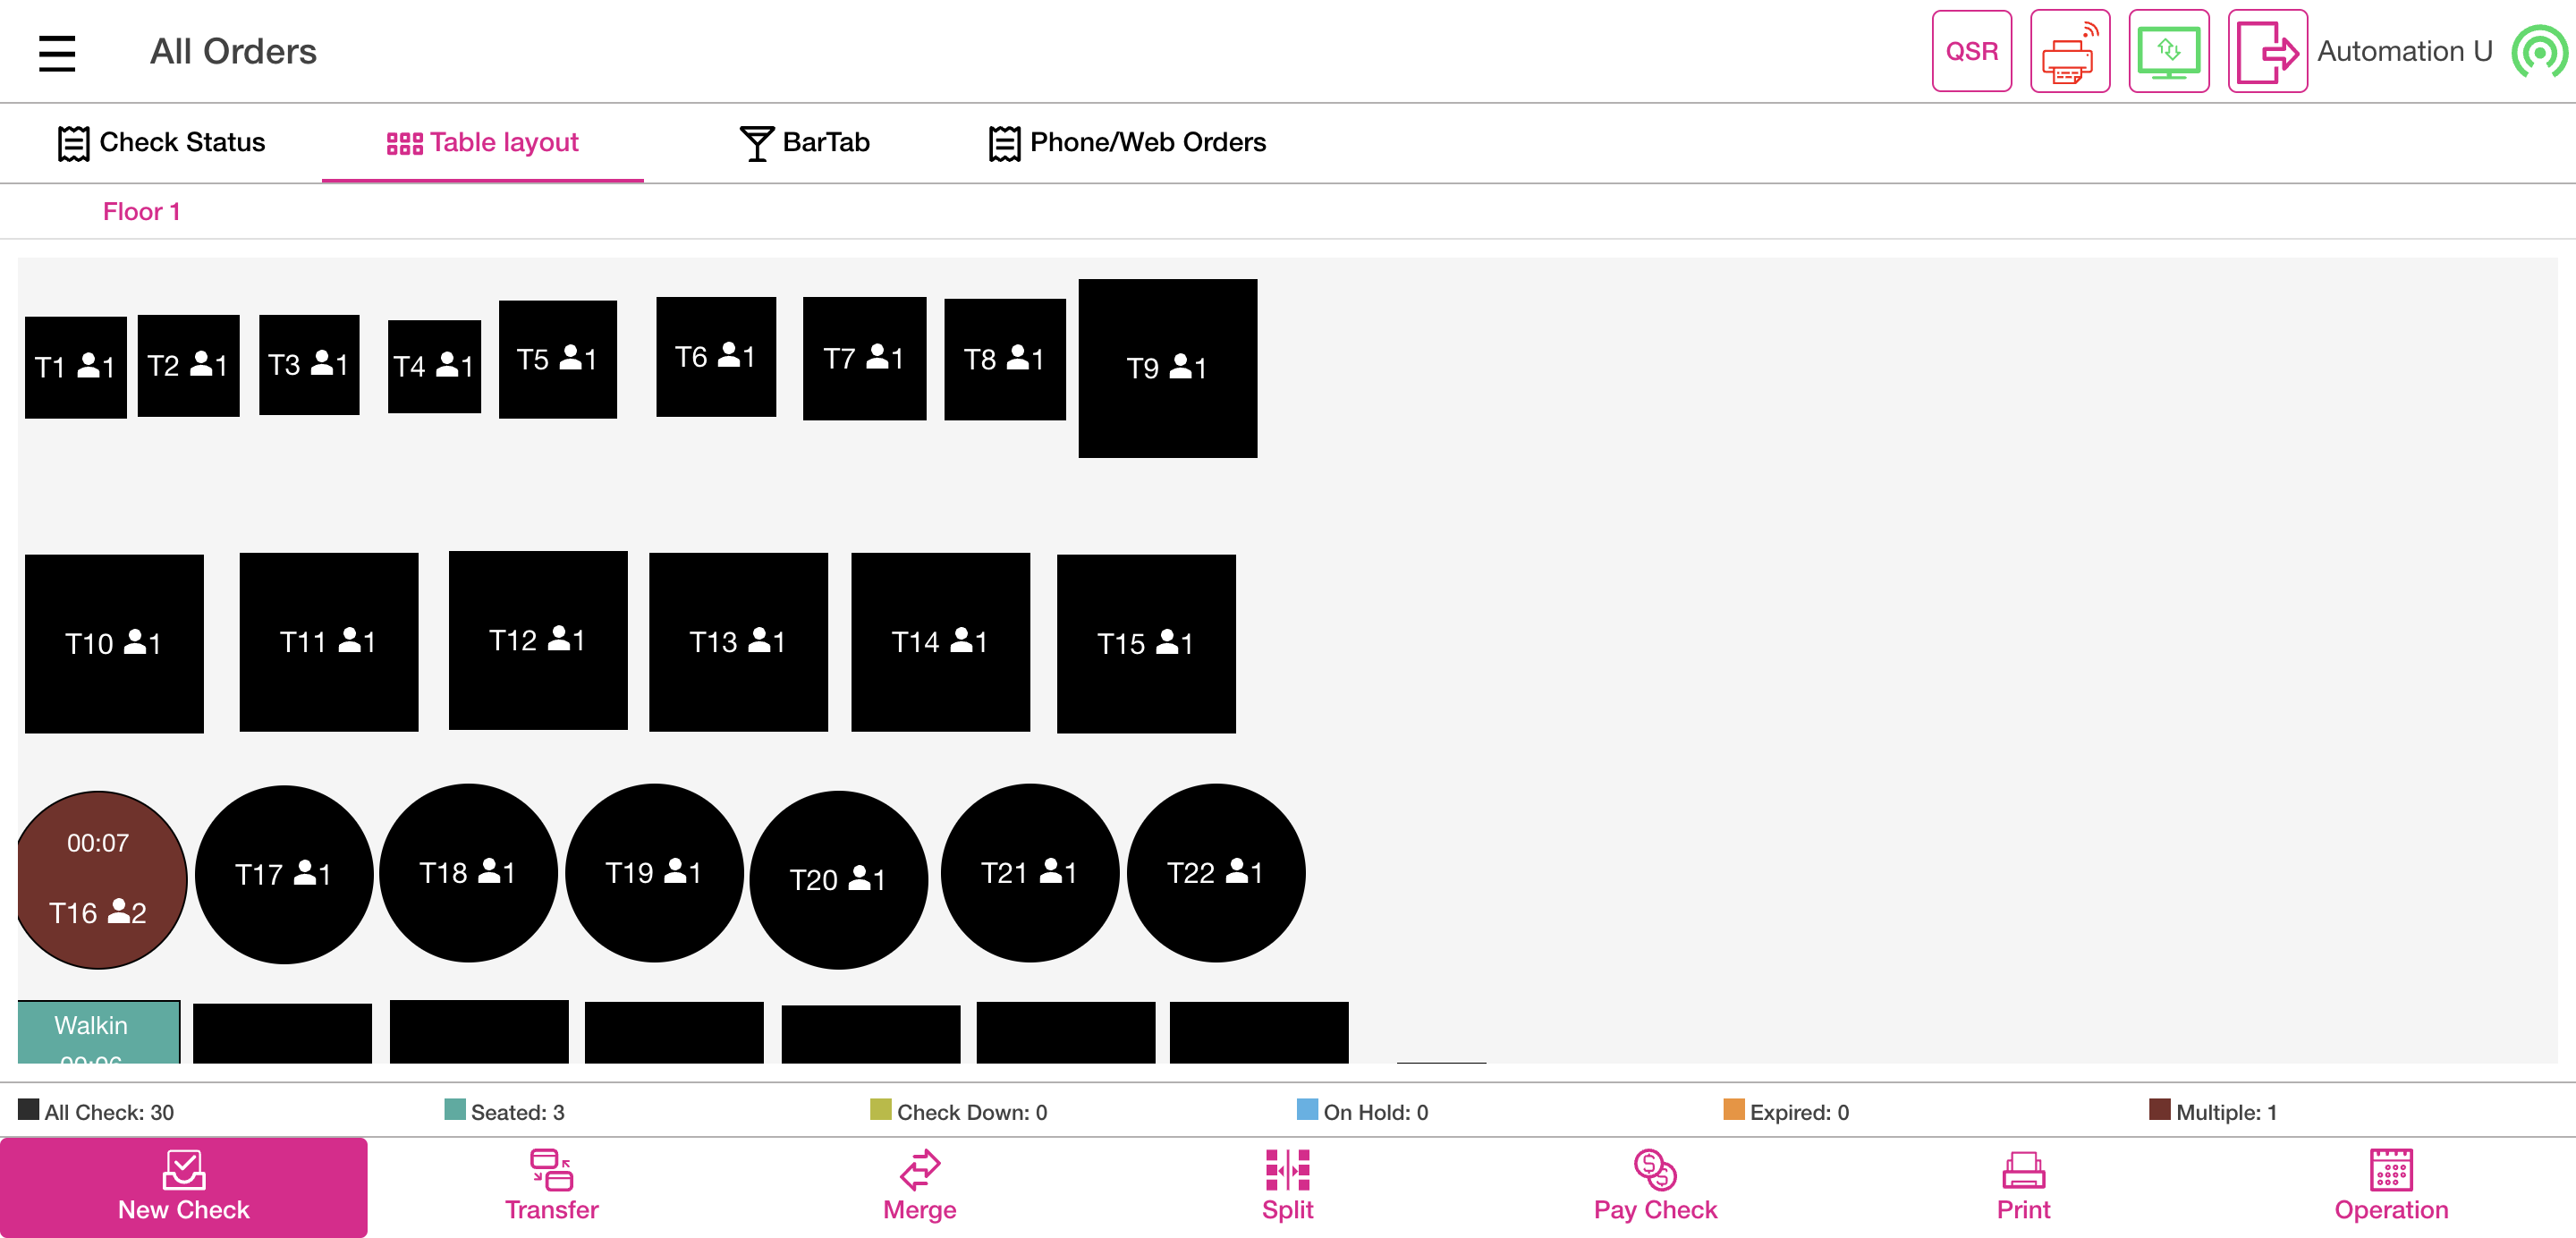 All Orders
QSR
Automation U
Check Status
Table layout
BarTab
Phone/Web Orders
Floor 1
T1 1
T2 1
T3 1
T4 1
T5 1
T6 1
T7 1
T8 1
T9 1
T10 1
T11 1
T12 1
T13 1
T14 1
T15 1
00:07
T16 2
T17 1
T18 1
T19 1
T20 1
T21 1
T22 1
Walkin
All Check: 30
Seated: 3
Check Down: 0
On Hold: 0
Expired: 0
Multiple: 1
New Check
Transfer
Merge
Split
Pay Check
Print
Operation